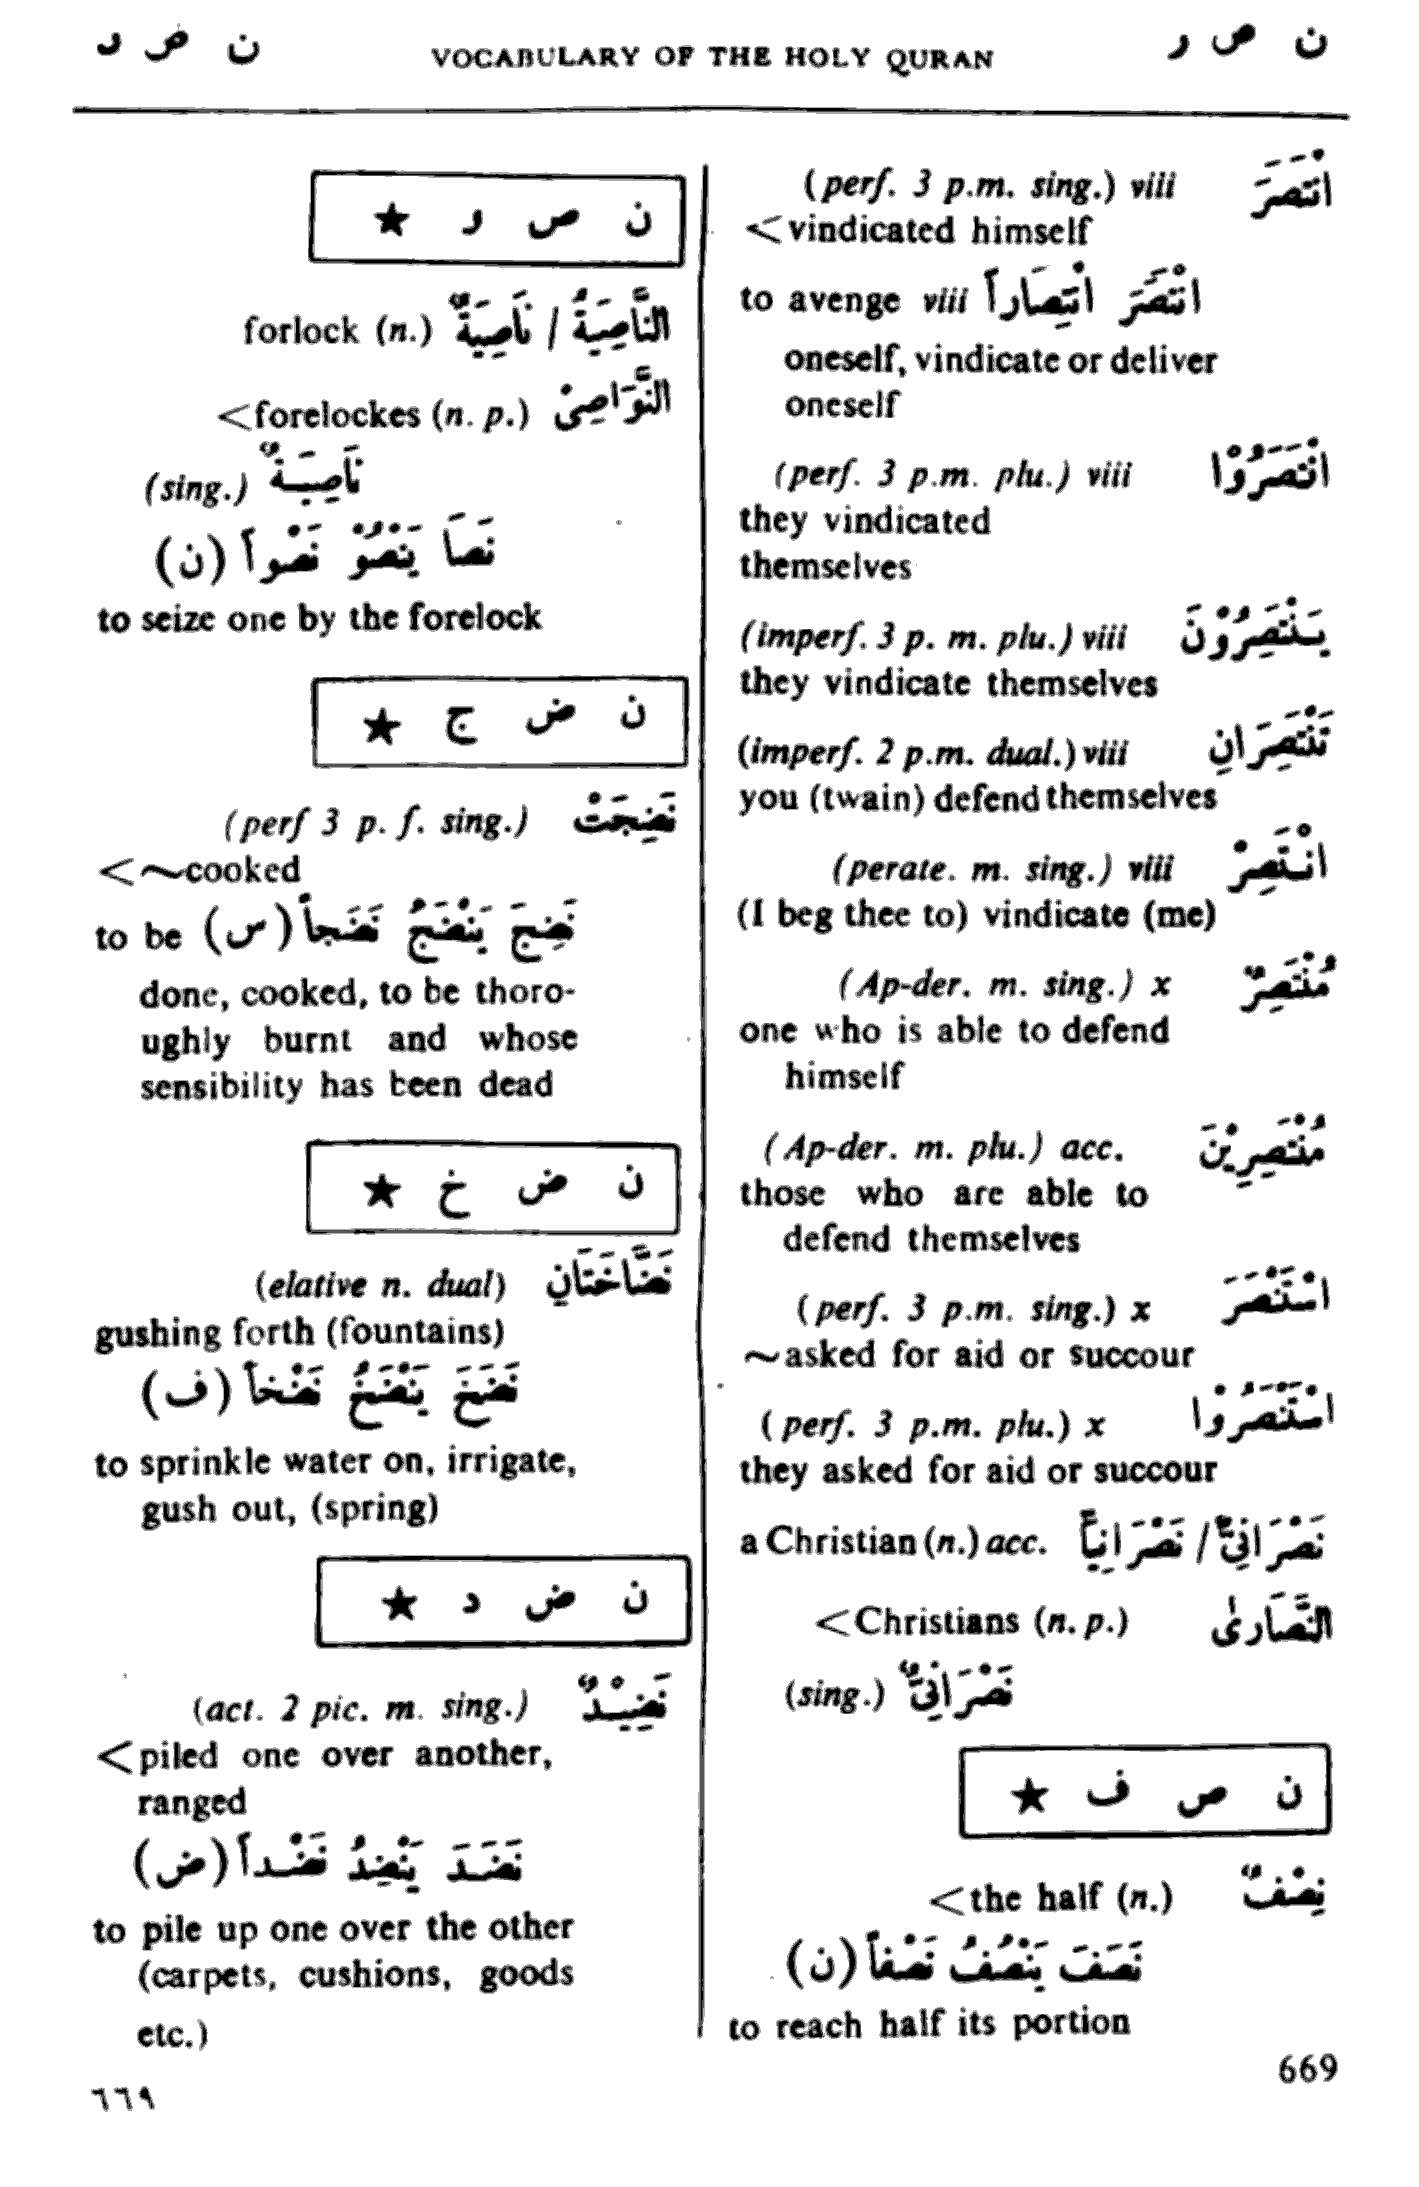 ن ص د VOCABULARY OF THE HOLY QURAN ن ص ر
(perf. 3 p.m. sing.) viii انْتَصَرَ
<vindicated himself
to avenge viii انْتَصَرَ انْتِصَاراً
oneself, vindicate or deliver
oneself
(perf. 3 p.m. plu.) viii انْتَصَرُوْا
they vindicated
themselves
(imperf. 3 p. m. plu.) viii يَنْتَصِرُوْنَ
they vindicate themselves
(imperf. 2 p.m. dual.) viii تَنْتَصِرَانِ
you (twain) defend themselves
(perate. m. sing.) viii انْتَصِرْ
(I beg thee to) vindicate (me)
(Ap-der. m. sing.) x مُنْتَصِرٌ
one who is able to defend
himself
(Ap-der. m. plu.) acc. مُنْتَصِرِيْنَ
those who are able to
defend themselves
(perf. 3 p.m. sing.) x اسْتَنْصَرَ
~asked for aid or succour
(perf. 3 p.m. plu.) x اسْتَنْصَرُوْا
they asked for aid or succour
a Christian (n.) acc. نَصْرَانِيٌّ / نَصْرَانِياًّ
<Christians (n. p.) النَّصَارىٰ
(sing.) نَصْرَانِيٌّ
ن ص ف ★
<the half (n.) نِصْفٌ
نَصَفَ يَنْصُفُ نَصْفاً (ن)
to reach half its portion
669
ن ص و ★
forlock (n.) النَّاصِيَةُ / نَاصِيَةٌ
<forelockes (n. p.) النَّوَاصِيْ
(sing.) نَاصِيَةٌ
نَصَا يَنْصُوْ نَصْواً (ن)
to seize one by the forelock
ن ض ج ★
(perf 3 p. f. sing.) نَضِجَتْ
<~cooked
to be نَضِجَ يَنْضَجُ نَضَجاً (س)
done, cooked, to be thoro-
ughly burnt and whose
sensibility has been dead
ن ض خ ★
(elative n. dual) نَضَّاخَتَانِ
gushing forth (fountains)
نَضَخَ يَنْضَخُ نَضْخاً (ف)
to sprinkle water on, irrigate,
gush out, (spring)
ن ض د ★
(act. 2 pic. m. sing.) نَضِيْدٌ
<piled one over another,
ranged
نَضَدَ يَنْضِدُ نَضْداً (ض)
to pile up one over the other
(carpets, cushions, goods
etc.)
٦٦٩